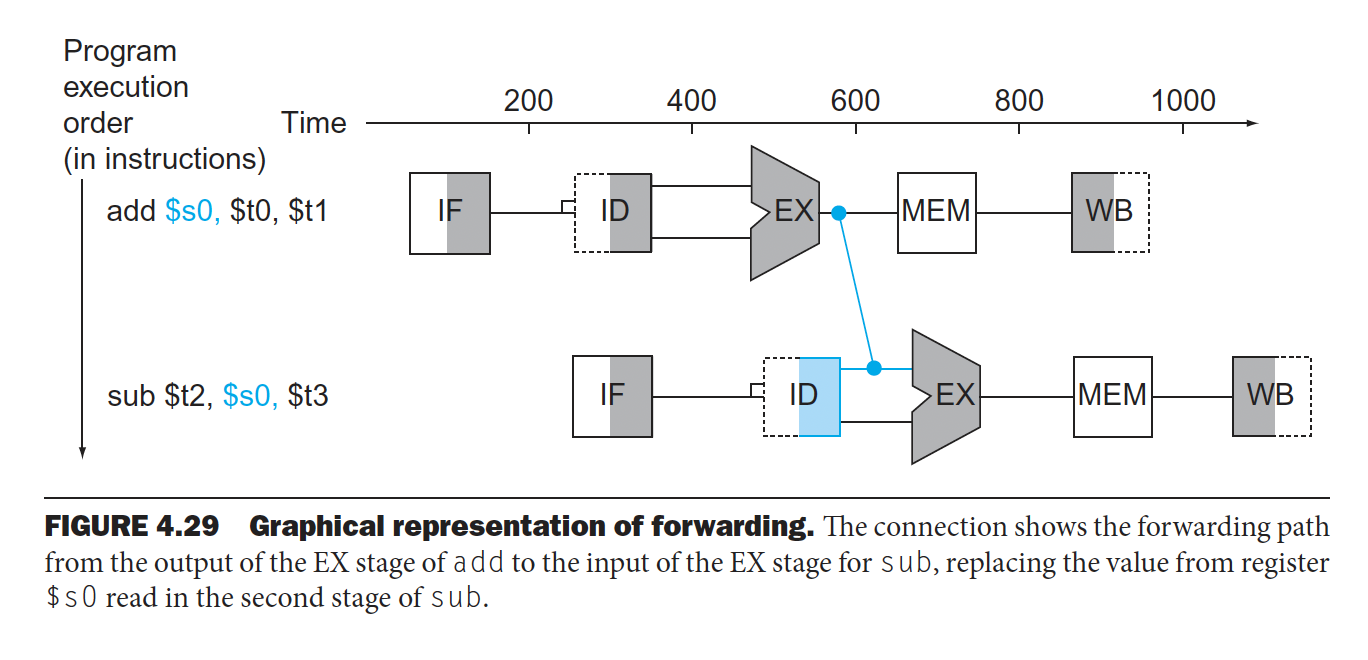 Program
execution
order
(in instructions)
Time
200 400 600 800 1000
add $s0, $t0, $t1
IF ID EX MEM WB
sub $t2, $s0, $t3
IF ID EX MEM WB
FIGURE 4.29 Graphical representation of forwarding. The connection shows the forwarding path
from the output of the EX stage of add to the input of the EX stage for sub, replacing the value from register
$s0 read in the second stage of sub.